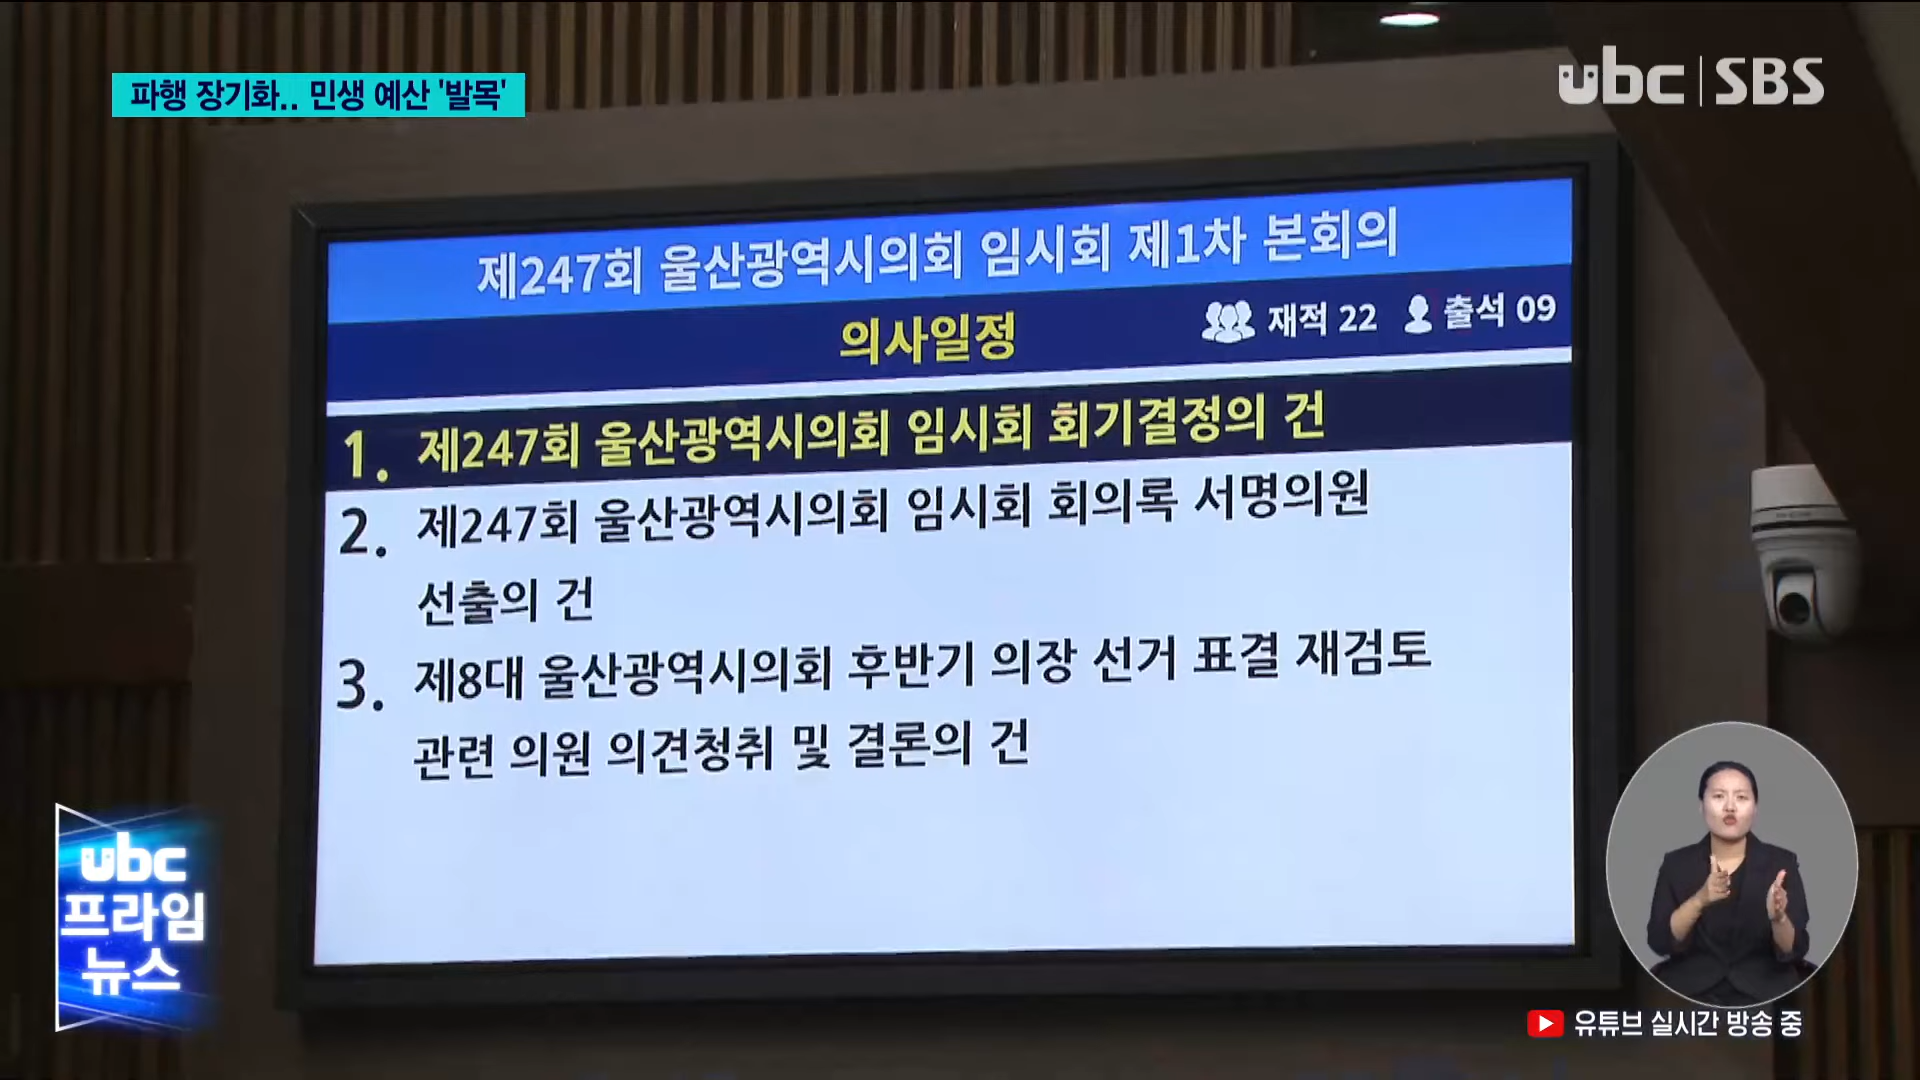 파행 장기화.. 민생 예산 '발목'
ubc SBS
제247회 울산광역시의회 임시회 제1차 본회의
의사일정
재적 22 출석 09
1. 제247회 울산광역시의회 임시회 회기결정의 건
2. 제247회 울산광역시의회 임시회 회의록 서명의원
선출의 건
3. 제8대 울산광역시의회 후반기 의장 선거 표결 재검토
관련 의원 의견청취 및 결론의 건
ubc
프라임
뉴스
유튜브 실시간 방송 중